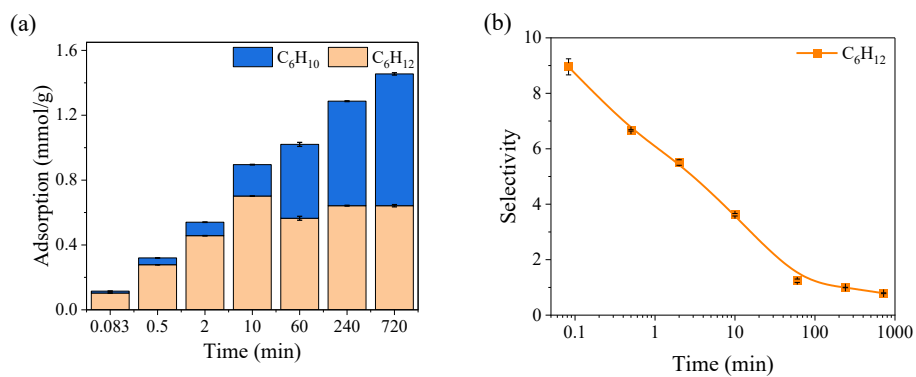 (a)
C₆H₁₀ C₆H₁₂
Adsorption (mmol/g)
1.6
1.2
0.8
0.4
0.0
0.083 0.5 2 10 60 240 720
Time (min)
(b)
C₆H₁₂
Selectivity
10
8
6
4
2
0
0.1 1 10 100 1000
Time (min)